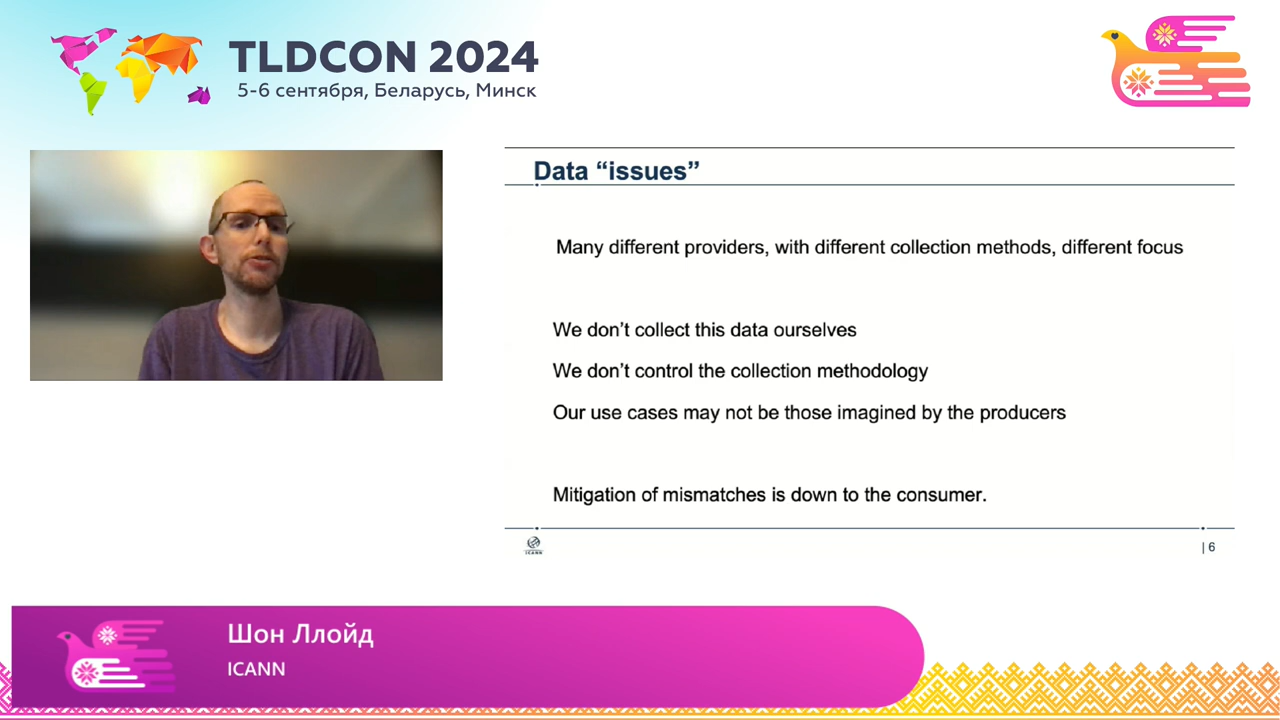 TLDCON 2024
5-6 сентября, Беларусь, Минск
Data “issues”
Many different providers, with different collection methods, different focus
We don’t collect this data ourselves
We don’t control the collection methodology
Our use cases may not be those imagined by the producers
Mitigation of mismatches is down to the consumer.
ICANN
| 6
Шон Ллойд
ICANN